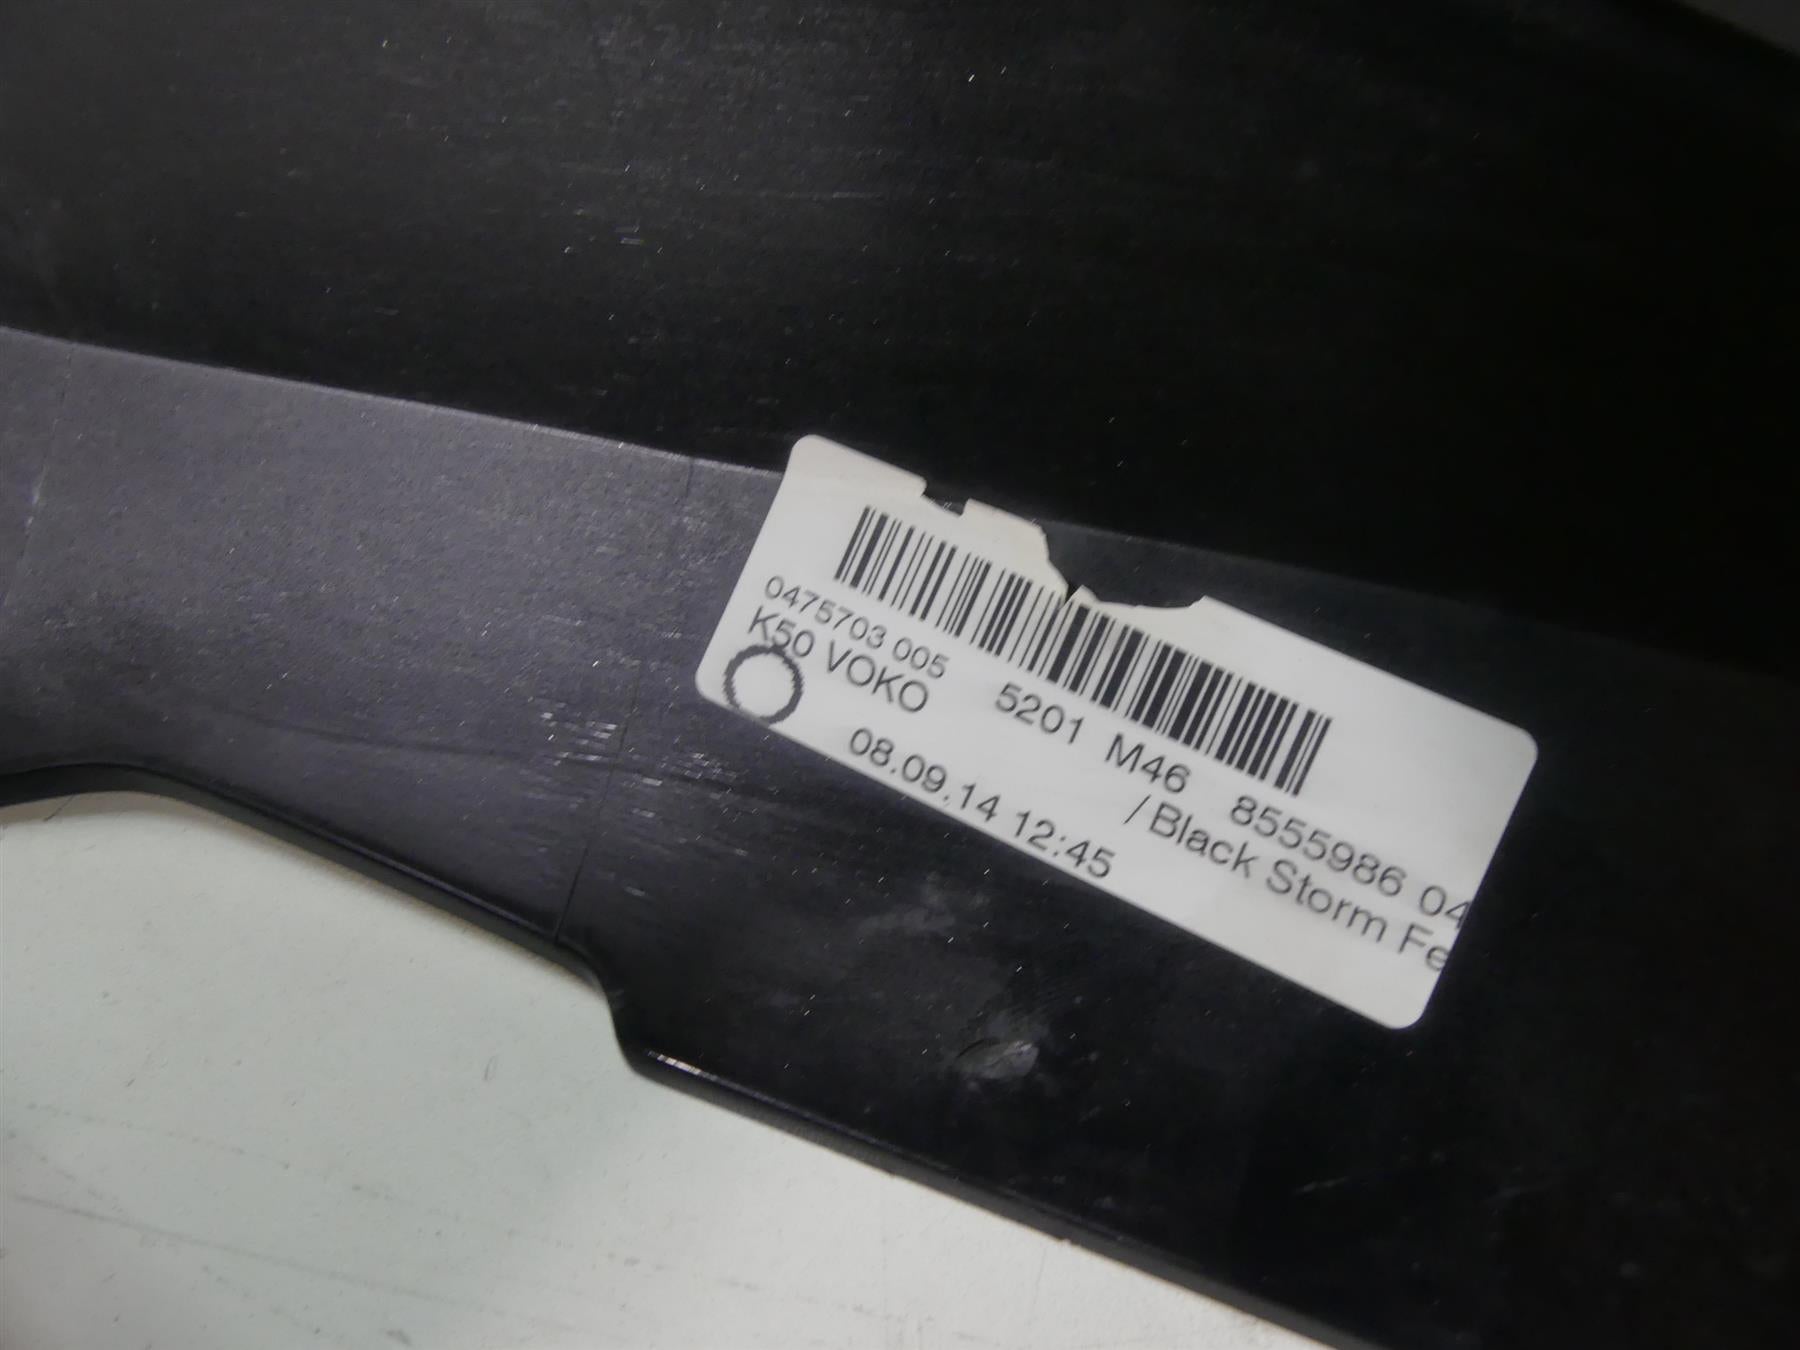 0475703 005 5201 M46 8555986 04
K50 VOKO / Black Storm Fe
08.09.14 12:45